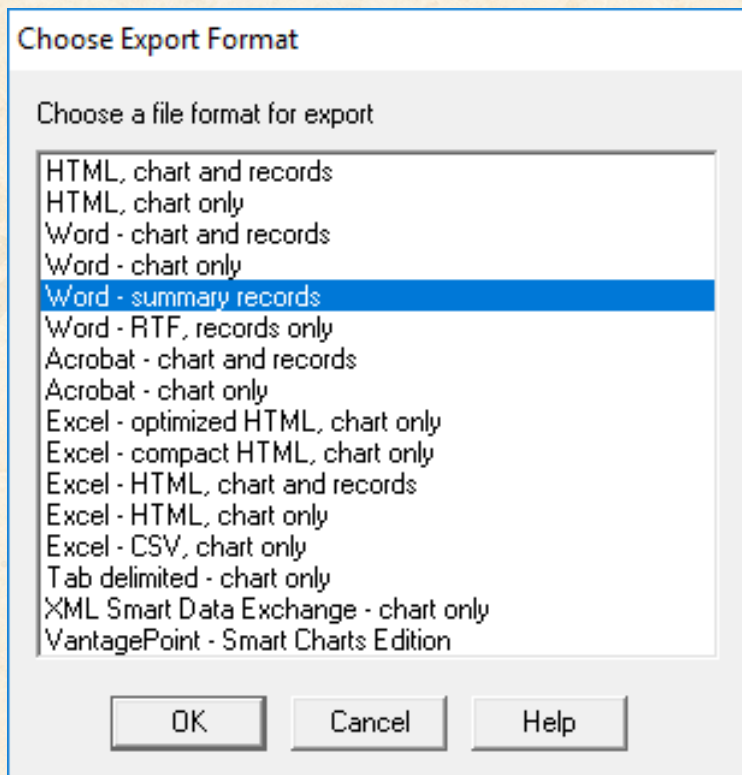 Choose Export Format
Choose a file format for export
HTML, chart and records
HTML, chart only
Word - chart and records
Word - chart only
Word - summary records
Word - RTF, records only
Acrobat - chart and records
Acrobat - chart only
Excel - optimized HTML, chart only
Excel - compact HTML, chart only
Excel - HTML, chart and records
Excel - HTML, chart only
Excel - CSV, chart only
Tab delimited - chart only
XML Smart Data Exchange - chart only
VantagePoint - Smart Charts Edition
OK Cancel Help